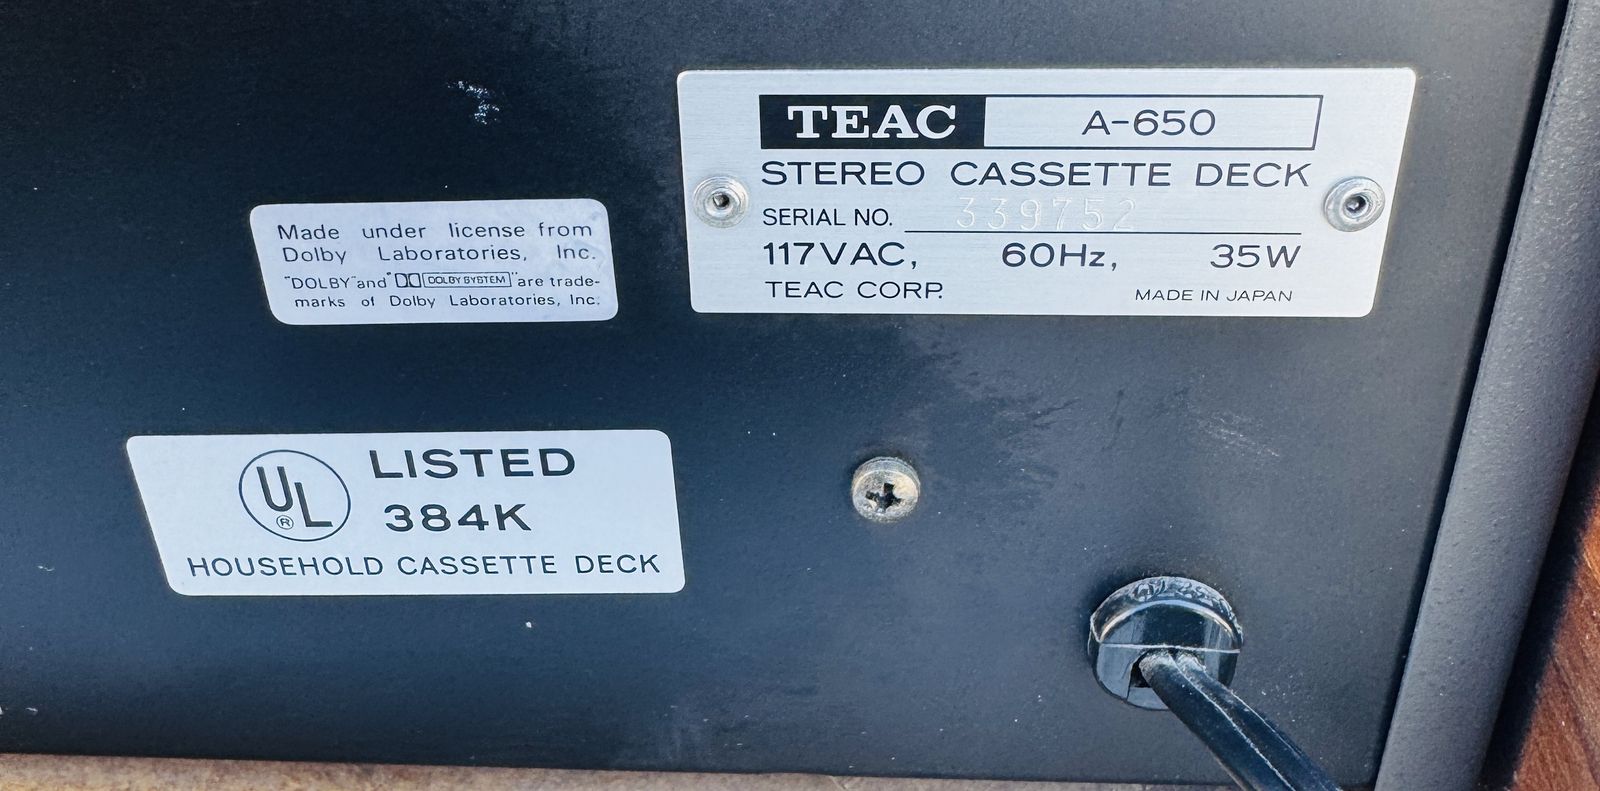 TEAC A-650
STEREO CASSETTE DECK
SERIAL NO. 339752
117VAC, 60Hz, 35W
TEAC CORP. MADE IN JAPAN
Made under license from
Dolby Laboratories, Inc.
"DOLBY" and "DOLBY SYSTEM" are trade-
marks of Dolby Laboratories, Inc.
UL® LISTED
384K
HOUSEHOLD CASSETTE DECK